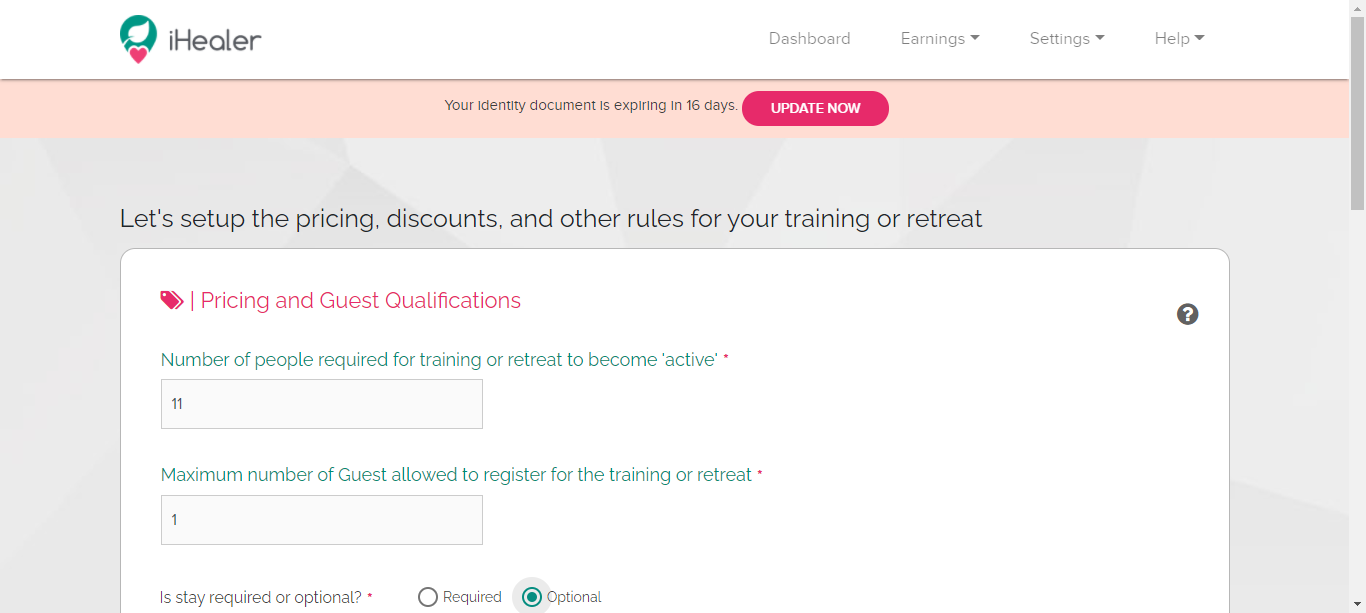 iHealer
Dashboard Earnings Settings Help
Your identity document is expiring in 16 days. UPDATE NOW
Let's setup the pricing, discounts, and other rules for your training or retreat
| Pricing and Guest Qualifications
?
Number of people required for training or retreat to become 'active' *
11
Maximum number of Guest allowed to register for the training or retreat *
1
Is stay required or optional? * Required Optional